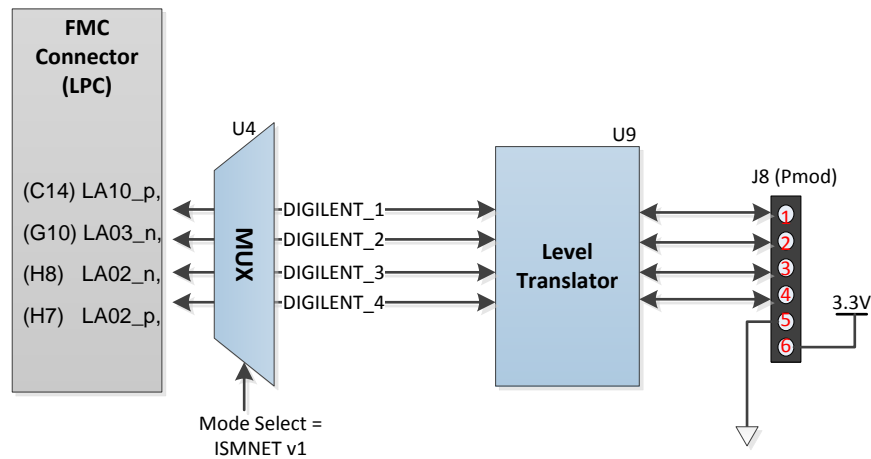 FMC
Connector
(LPC)
U4
U9
J8 (Pmod)
(C14) LA10_p,
(G10) LA03_n,
(H8) LA02_n,
(H7) LA02_p,
MUX
DIGILENT_1
DIGILENT_2
DIGILENT_3
DIGILENT_4
Level
Translator
1
2
3
4
5
6
3.3V
Mode Select =
ISMNET v1